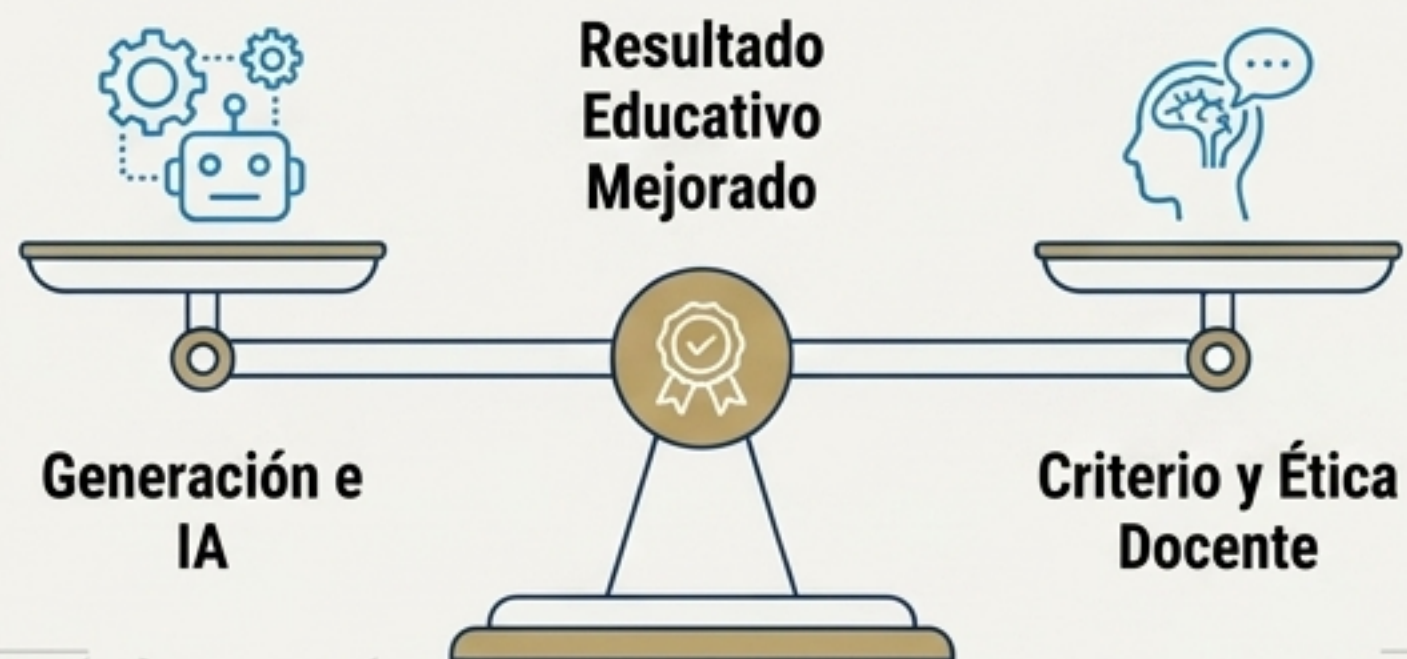 Resultado
Educativo
Mejorado
Generación e
IA
Criterio y Ética
Docente